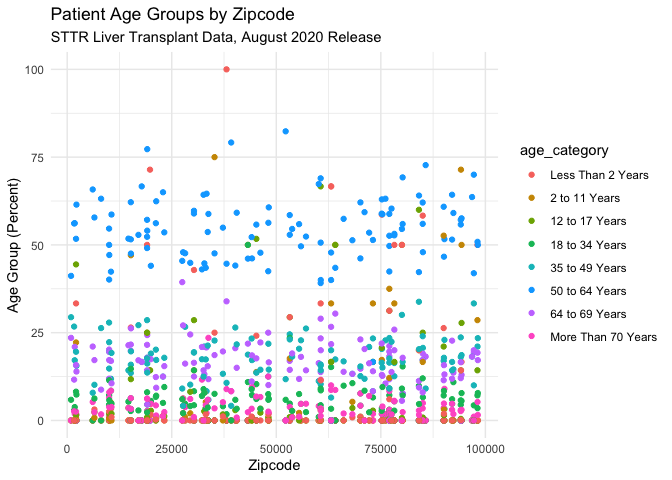 Patient Age Groups by Zipcode
STTR Liver Transplant Data, August 2020 Release
100
75
50
25
0
Age Group (Percent)
0
25000
50000
75000
100000
Zipcode
age_category
Less Than 2 Years
2 to 11 Years
12 to 17 Years
18 to 34 Years
35 to 49 Years
50 to 64 Years
64 to 69 Years
More Than 70 Years